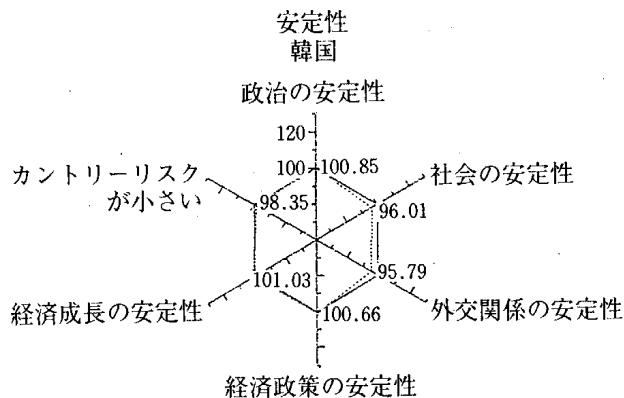 安定性
韓国
政治の安定性
120
100
100.85
カントリーリスク
が小さい
社会の安定性
98.35
96.01
101.03
95.79
経済成長の安定性
100.66
外交関係の安定性
経済政策の安定性